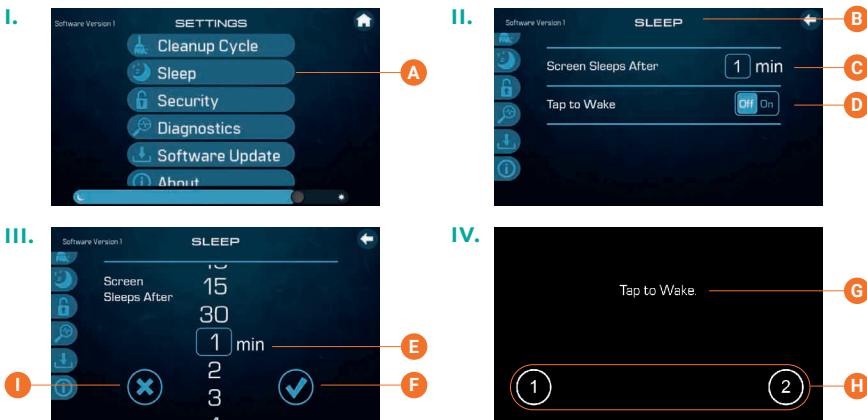 I.
Software Version 1
SETTINGS
Cleanup Cycle
Sleep
A
Security
Diagnostics
Software Update
About
II.
Software Version 1
SLEEP
B
Screen Sleeps After
1 min
C
Tap to Wake
Off On
D
III.
Software Version 1
SLEEP
Screen
Sleeps After
15
30
1 min
E
2
3
I
F
IV.
Tap to Wake.
G
1
2
H